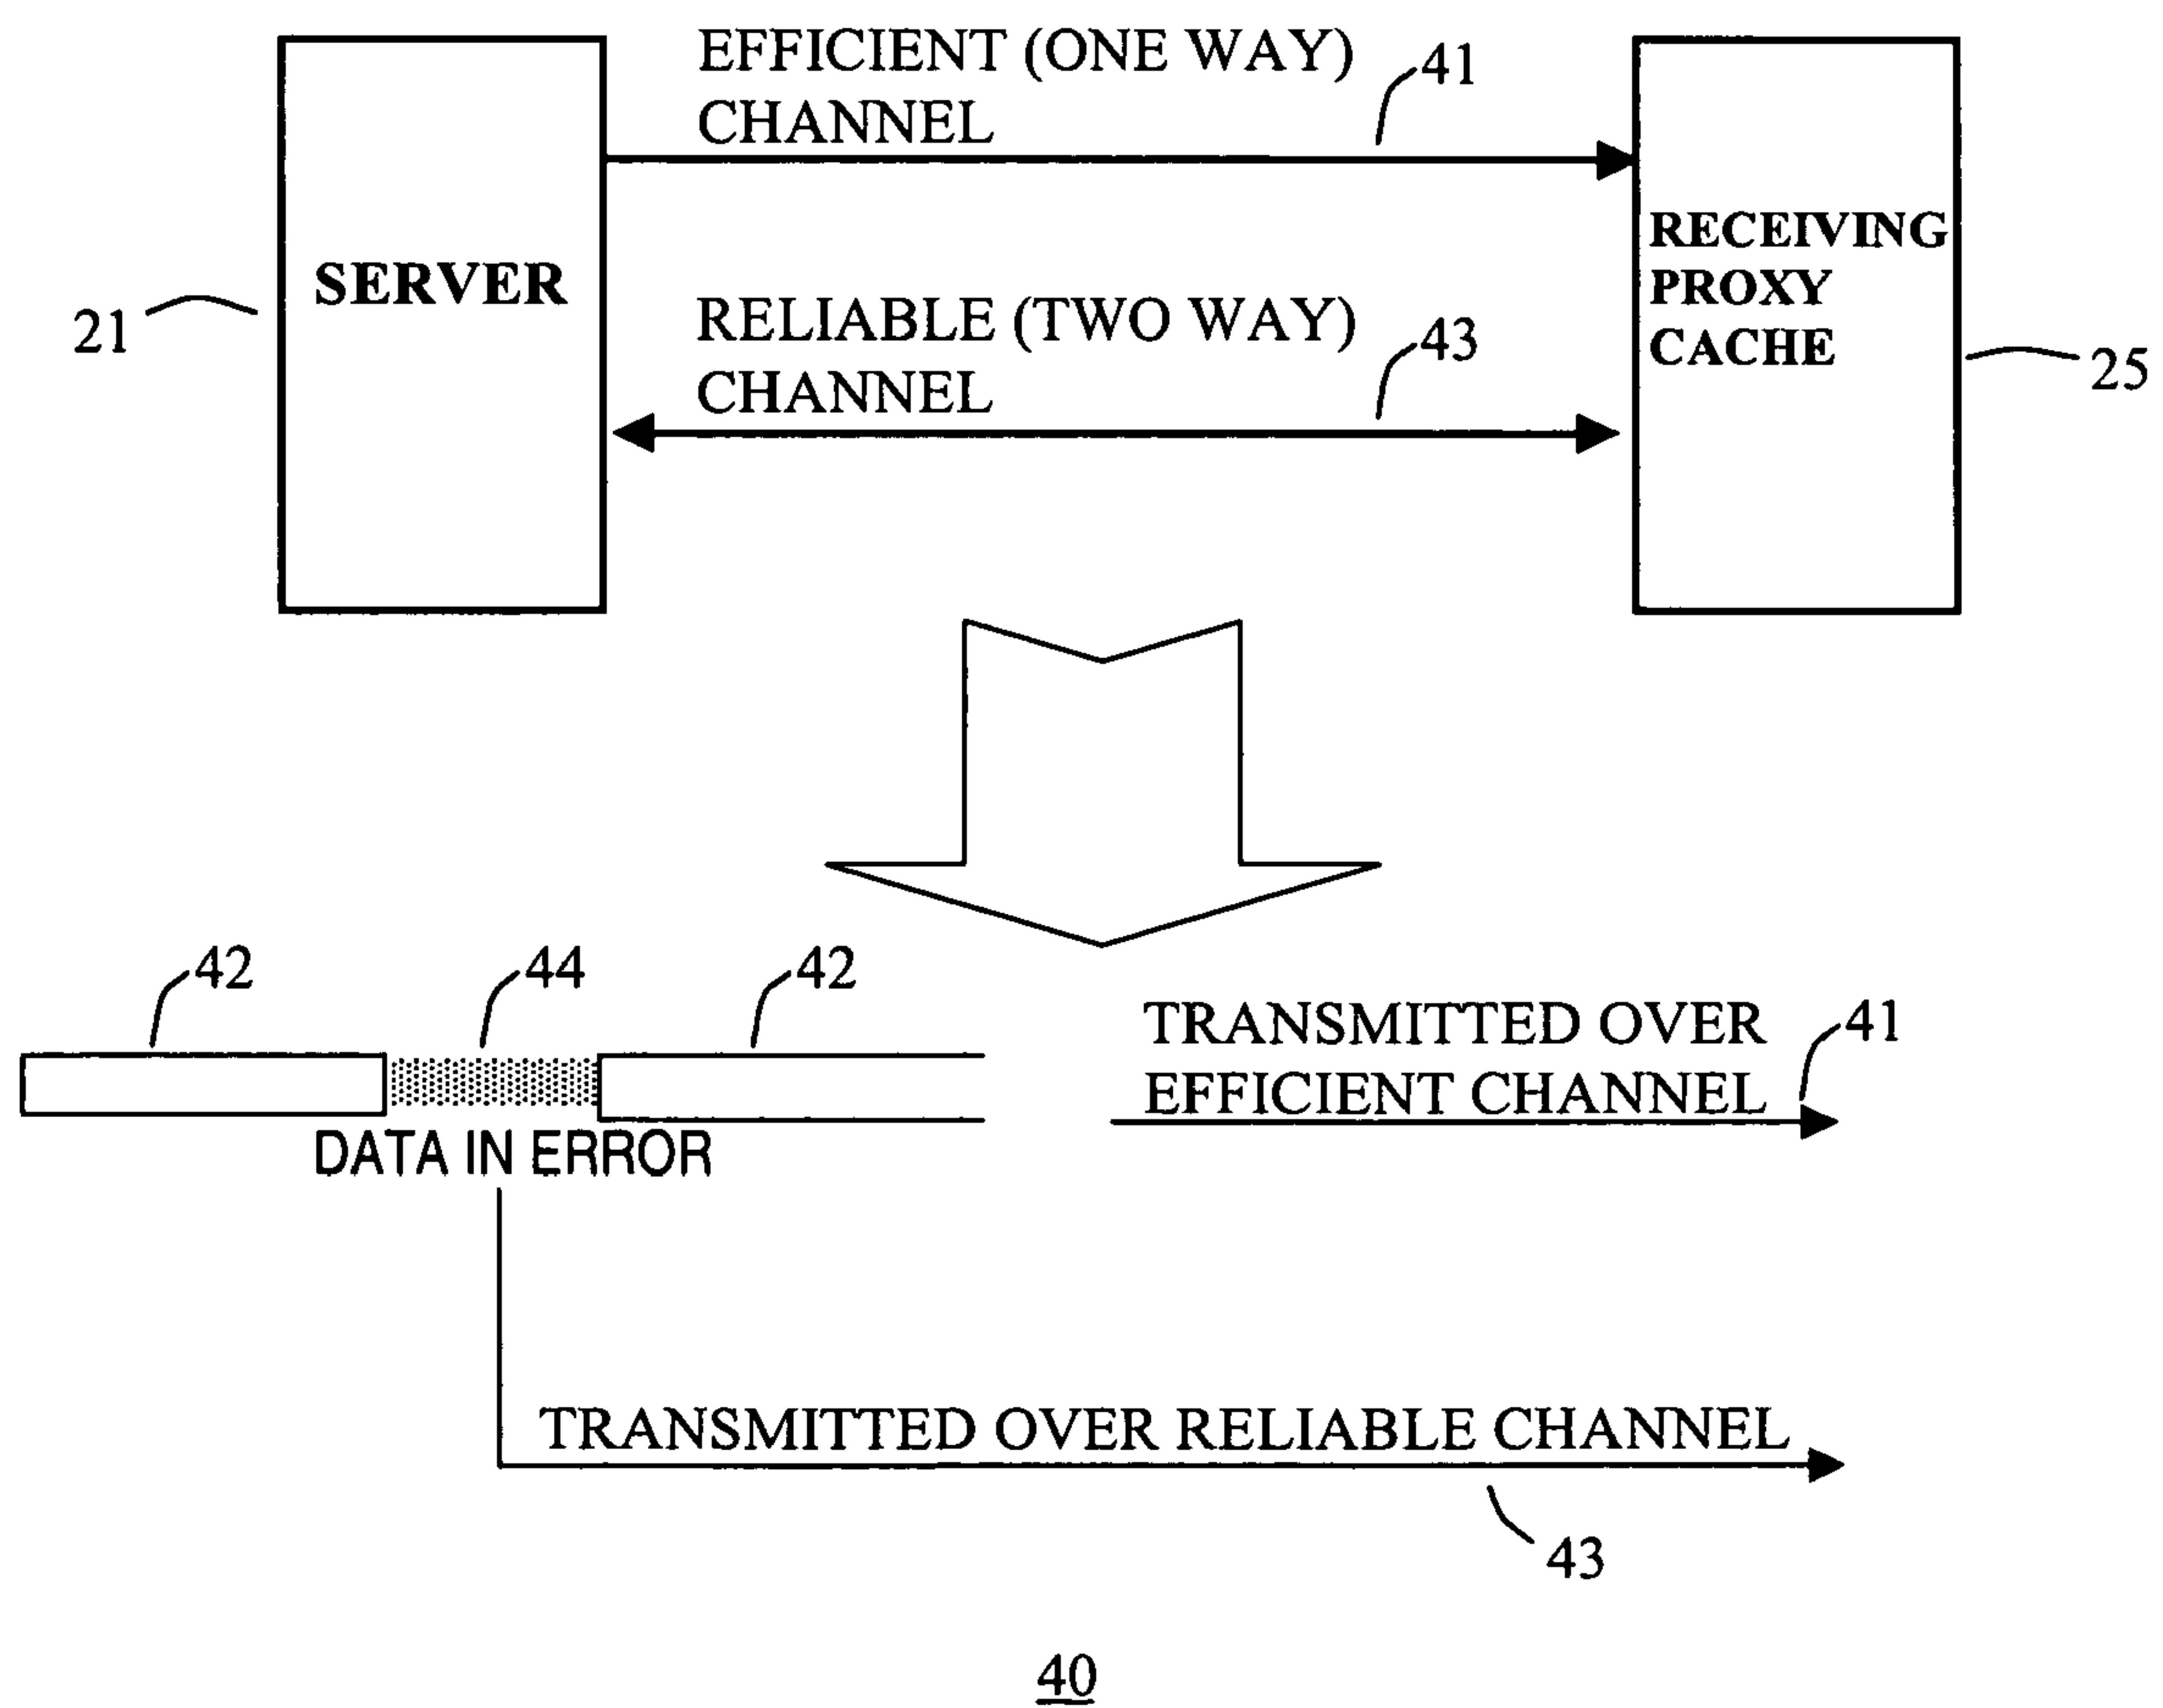 EFFICIENT (ONE WAY)
CHANNEL
41
SERVER
21
RECEIVING
PROXY
CACHE
25
RELIABLE (TWO WAY)
CHANNEL
43
42
44
42
TRANSMITTED OVER
EFFICIENT CHANNEL
41
DATA IN ERROR
TRANSMITTED OVER RELIABLE CHANNEL
43
40